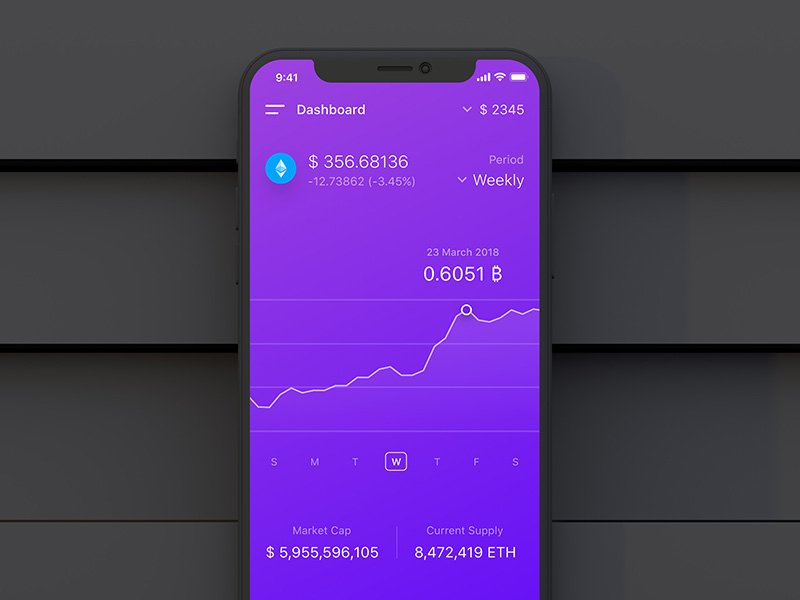 9:41
Dashboard
$ 2345
$ 356.68136
-12.73862 (-3.45%)
Period
Weekly
23 March 2018
0.6051 ₿
S M T W T F S
Market Cap
$ 5,955,596,105
Current Supply
8,472,419 ETH